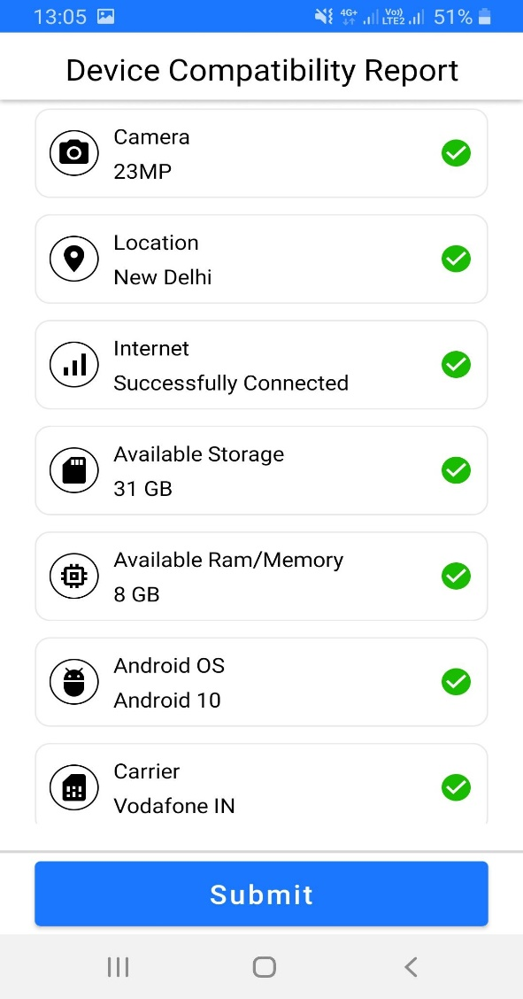 13:05 4G+ Vo)) LTE2 51%
Device Compatibility Report
Camera
23MP
Location
New Delhi
Internet
Successfully Connected
Available Storage
31 GB
Available Ram/Memory
8 GB
Android OS
Android 10
Carrier
Vodafone IN
Submit